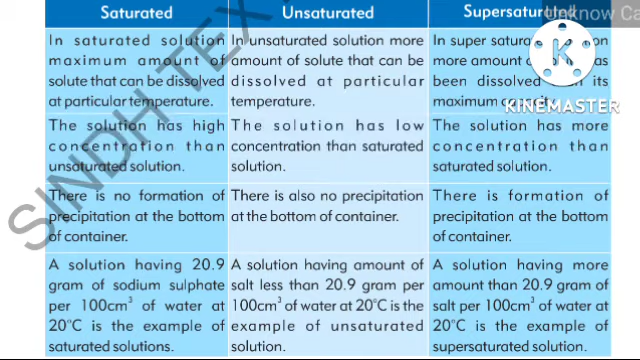 Saturated
Unsaturated
Supersaturated
Unknow Ca
In saturated solution
maximum amount of
solute that can be dissolved
at particular temperature.
In unsaturated solution more
amount of solute that can be
dissolved at particular
temperature.
In super
more amount
been dissolved its
maximum
KINEMASTER
The solution has high
concentration than
unsaturated solution.
The solution has low
concentration than saturated
solution.
The solution has more
concentration than
saturated solution.
There is no formation of
precipitation at the bottom
of container.
There is also no precipitation
at the bottom of container.
There is formation of
precipitation at the bottom
of container.
A solution having 20.9
gram of sodium sulphate
per 100cm³ of water at
20°C is the example of
saturated solutions.
A solution having amount of
salt less than 20.9 gram per
100cm³ of water at 20°C is the
example of unsaturated
solution.
A solution having more
amount than 20.9 gram of
salt per 100cm³ of water at
20°C is the example of
supersaturated solution.
SINDH TEX